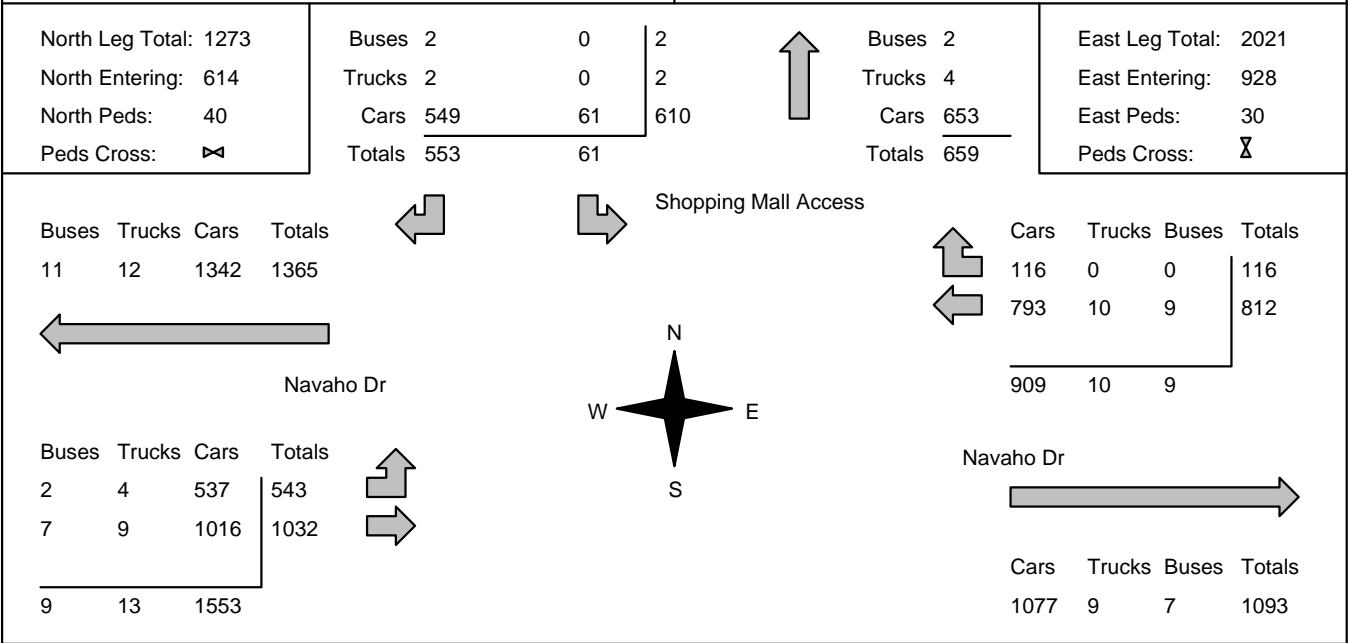 North Leg Total: 1273 Buses 2 0 2 Buses 2 East Leg Total: 2021
North Entering: 614 Trucks 2 0 2 Trucks 4 East Entering: 928
North Peds: 40 Cars 549 61 610 Cars 653 East Peds: 30
Peds Cross: Totals 553 61 Totals 659 Peds Cross:
Shopping Mall Access
Buses Trucks Cars Totals Cars Trucks Buses Totals
11 12 1342 1365 116 0 0 116
793 10 9 812
N
Navaho Dr 909 10 9
W E
Buses Trucks Cars Totals Navaho Dr
2 4 537 543 S
7 9 1016 1032
Cars Trucks Buses Totals
9 13 1553 1077 9 7 1093